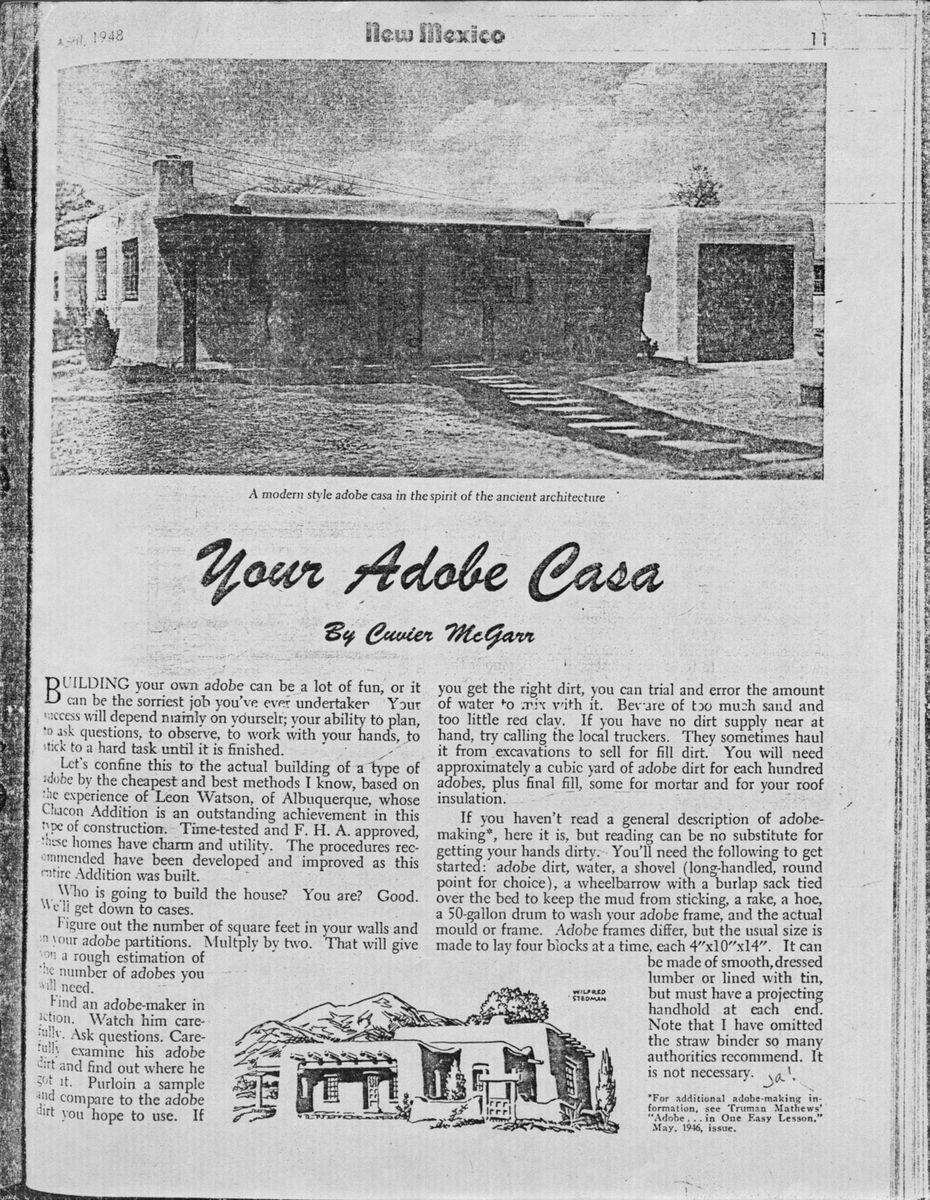 April, 1948
New Mexico
11
A modern style adobe casa in the spirit of the ancient architecture
Your Adobe Casa
By Cuvier McGarr
BUILDING your own adobe can be a lot of fun, or it
can be the sorriest job you've ever undertaken Your
success will depend mainly on yourself; your ability to plan,
to ask questions, to observe, to work with your hands, to
stick to a hard task until it is finished.
Let's confine this to the actual building of a type of
adobe by the cheapest and best methods I know, based on
the experience of Leon Watson, of Albuquerque, whose
Chacon Addition is an outstanding achievement in this
type of construction. Time-tested and F. H. A. approved,
these homes have charm and utility. The procedures rec-
ommended have been developed and improved as this
entire Addition was built.
Who is going to build the house? You are? Good.
We'll get down to cases.
Figure out the number of square feet in your walls and
in your adobe partitions. Multply by two. That will give
you a rough estimation of
the number of adobes you
will need.
Find an adobe-maker in
action. Watch him care-
fully. Ask questions. Care-
fully examine his adobe
dirt and find out where he
got it. Purloin a sample
and compare to the adobe
dirt you hope to use. If
you get the right dirt, you can trial and error the amount
of water to mix with it. Beware of too much sand and
too little red clay. If you have no dirt supply near at
hand, try calling the local truckers. They sometimes haul
it from excavations to sell for fill dirt. You will need
approximately a cubic yard of adobe dirt for each hundred
adobes, plus final fill, some for mortar and for your roof
insulation.
If you haven't read a general description of adobe-
making*, here it is, but reading can be no substitute for
getting your hands dirty. You'll need the following to get
started: adobe dirt, water, a shovel (long-handled, round
point for choice), a wheelbarrow with a burlap sack tied
over the bed to keep the mud from sticking, a rake, a hoe,
a 50-gallon drum to wash your adobe frame, and the actual
mould or frame. Adobe frames differ, but the usual size is
made to lay four blocks at a time, each 4"x10"x14". It can
be made of smooth, dressed
lumber or lined with tin,
but must have a projecting
handhold at each end.
Note that I have omitted
the straw binder so many
authorities recommend. It
is not necessary. ja!
*For additional adobe-making in-
formation, see Truman Mathews'
"Adobe . . . in One Easy Lesson,"
May, 1946, issue.
WILFRED
STEDMAN